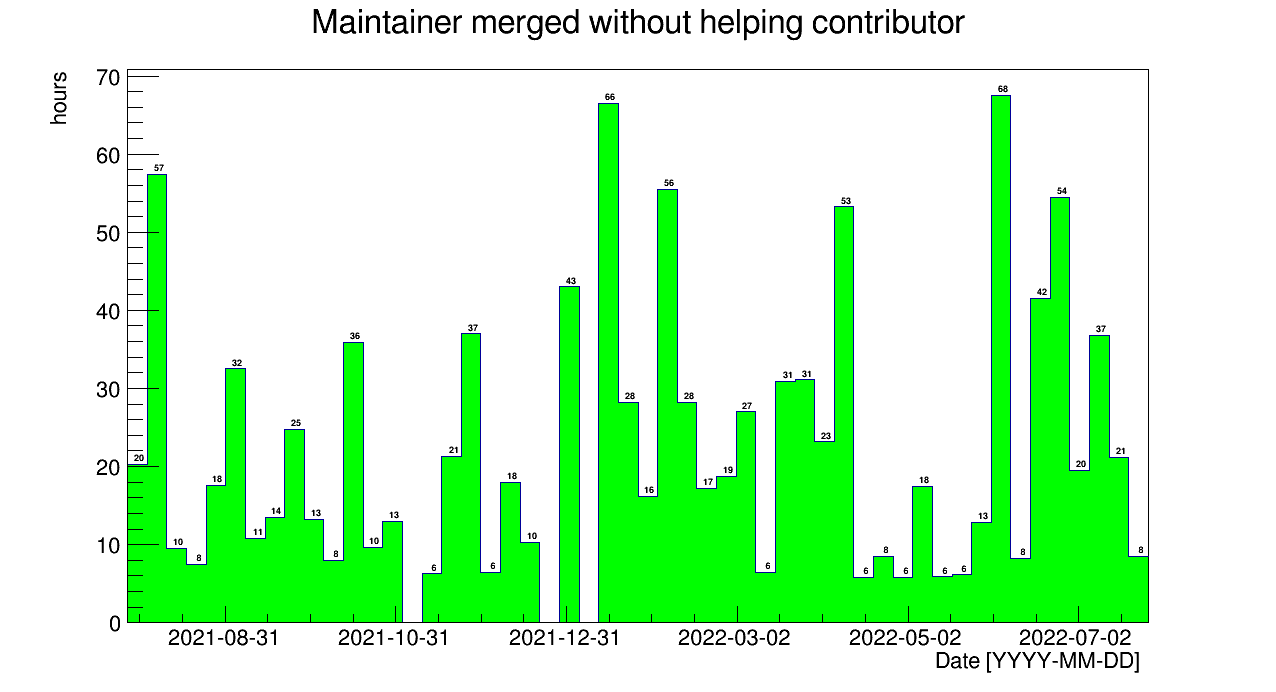 Maintainer merged without helping contributor
hours
70
60
50
40
30
20
10
0
20 57 10 8 18 32 11 14 25 13 8 36 10 13 6 21 37 6 18 10 43 66 28 16 56 28 17 19 27 6 31 31 23 53 6 8 6 18 6 6 13 68 8 42 54 20 37 21 8
2021-08-31 2021-10-31 2021-12-31 2022-03-02 2022-05-02 2022-07-02
Date [YYYY-MM-DD]